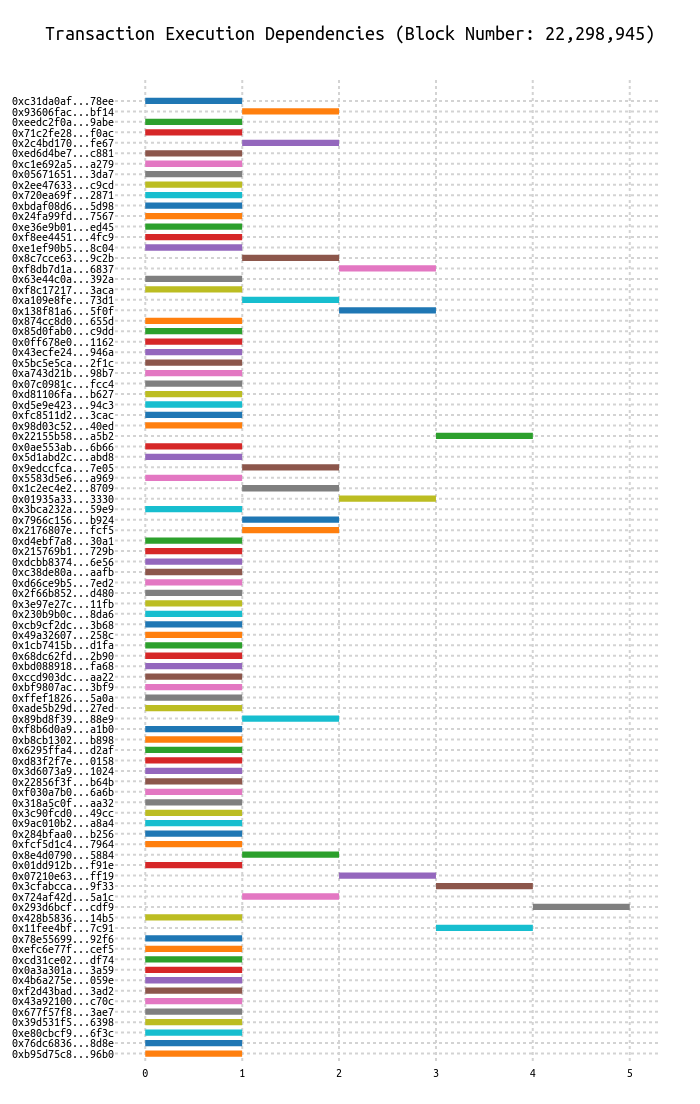 Transaction Execution Dependencies (Block Number: 22,298,945)
0xc31da0af...78ee
0x93606fac...bf14
0xeedc2f0a...9abe
0x71c2fe28...f0ac
0x2c4bd170...fe67
0xed6d4be7...c881
0xc1e692a5...a279
0x05671651...3da7
0x2ee47633...c9cd
0x720ea69f...2871
0xbdaf08d6...5d98
0x24fa99fd...7567
0xe36e9b01...ed45
0xf8ee4451...4fc9
0xe1ef90b5...8c04
0x8c7cce63...9c2b
0xf8db7d1a...6837
0x63e44c0a...392a
0xf8c17217...3aca
0xa109e8fe...73d1
0x138f81a6...5f0f
0x874cc8d0...655d
0x85d0fab0...c9dd
0x0ff678e0...1162
0x43ecfe24...946a
0x5bc5e5ca...2f1c
0xa743d21b...98b7
0x07c0981c...fcc4
0xd81106fa...b627
0xd5e9e423...94c3
0xfc8511d2...3cac
0x98d03c52...40ed
0x22155b58...a5b2
0x0ae553ab...6b66
0x5d1abd2c...abd8
0x9edccfca...7e05
0x5583d5e6...a969
0x1c2ec4e2...8709
0x01935a33...3330
0x3bca232a...59e9
0x7966c156...b924
0x2176807e...fcf5
0xd4ebf7a8...30a1
0x215769b1...729b
0xdcbb8374...6e56
0xc38de80a...aafb
0xd66ce9b5...7ed2
0x2f66b852...d480
0x3e97e27c...11fb
0x230b9b0c...8da6
0xcb9cf2dc...3b68
0x49a32607...258c
0x1cb7415b...d1fa
0x68dc62fd...2b90
0xbd088918...fa68
0xccd903dc...aa22
0xbf9807ac...3bf9
0xffef1826...5a0a
0xade5b29d...27ed
0x89bd8f39...88e9
0xf8b6d0a9...a1b0
0xb8cb1302...b898
0x6295ffa4...d2af
0xd83f2f7e...0158
0x3d6073a9...1024
0x22856f3f...b64b
0xf030a7b0...6a6b
0x318a5c0f...aa32
0x3c90fcd0...49cc
0x9ac010b2...a8a4
0x284bfaa0...b256
0xfcf5d1c4...7964
0x8e4d0790...5884
0x01dd912b...f91e
0x07210e63...ff19
0x3cfabcca...9f33
0x724af42d...5a1c
0x293d6bcf...cdf9
0x428b5836...14b5
0x11fee4bf...7c91
0x78e55699...92f6
0xefc6e77f...cef5
0xcd31ce02...df74
0x0a3a301a...3a59
0x4b6a275e...059e
0xf2d43bad...3ad2
0x43a92100...c70c
0x677f57f8...3ae7
0x39d531f5...6398
0xe80cbcf9...6f3c
0x76dc6836...8d8e
0xb95d75c8...96b0
0 1 2 3 4 5